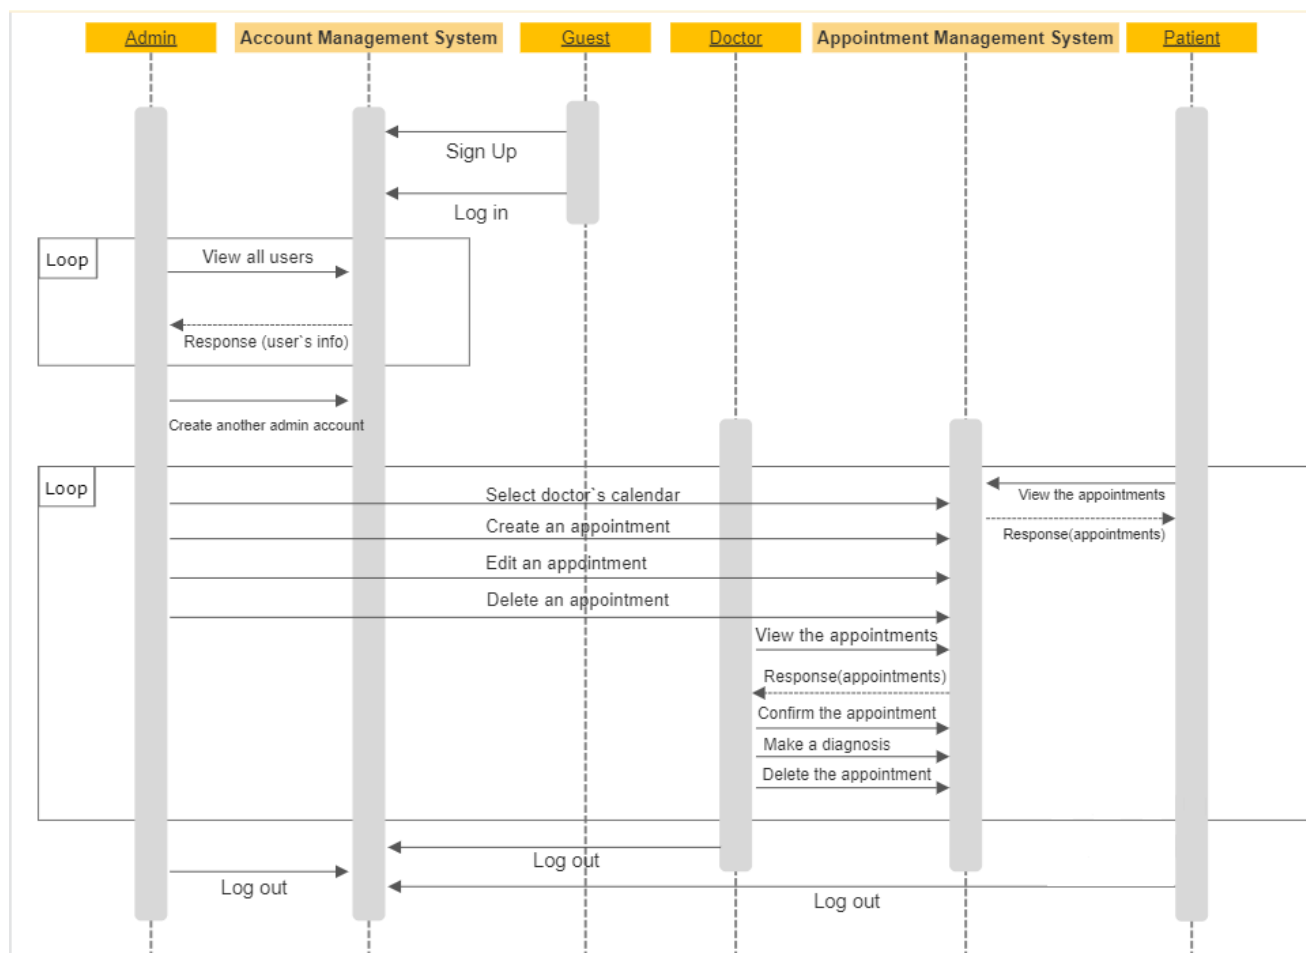 Admin
Account Management System
Guest
Doctor
Appointment Management System
Patient
Sign Up
Log in
Loop
View all users
Response (user`s info)
Create another admin account
Loop
Select doctor`s calendar
View the appointments
Create an appointment
Response(appointments)
Edit an appointment
Delete an appointment
View the appointments
Response(appointments)
Confirm the appointment
Make a diagnosis
Delete the appointment
Log out
Log out
Log out